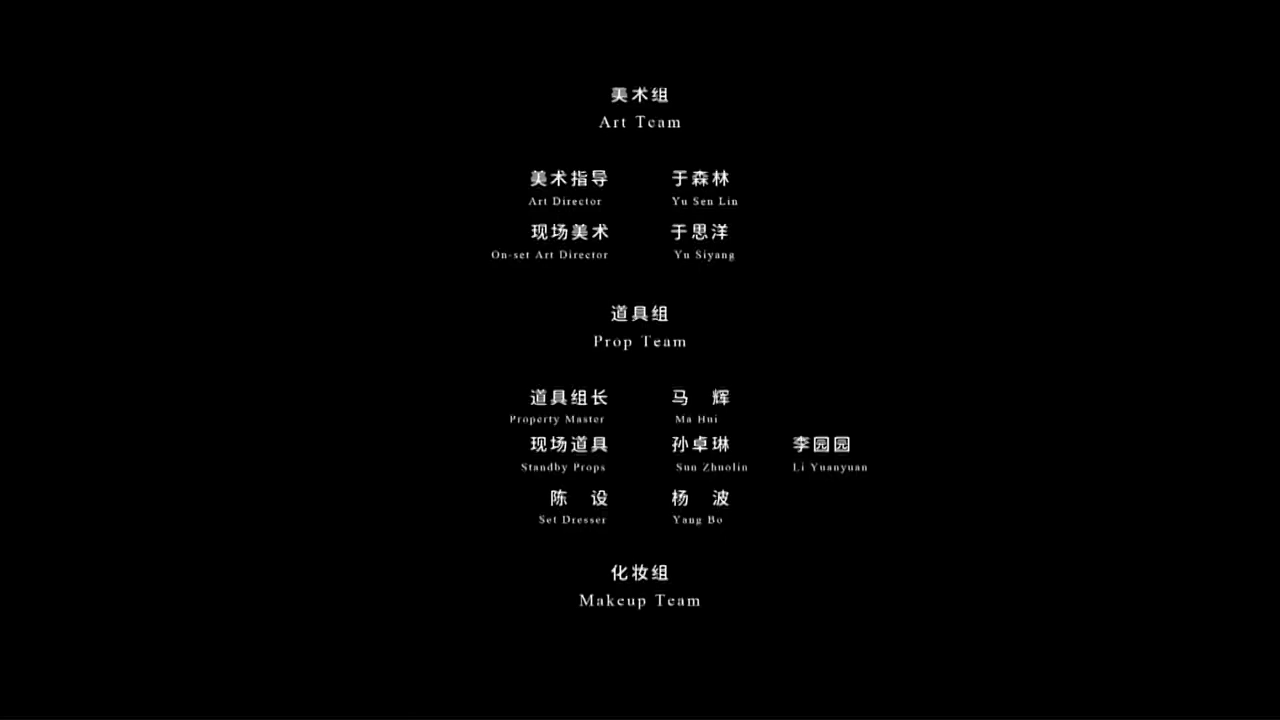 美术组
Art Team
美术指导 于森林
Art Director Yu Sen Lin
现场美术 于思洋
On-set Art Director Yu Siyang
道具组
Prop Team
道具组长 马 辉
Property Master Ma Hui
现场道具 孙卓琳 李园园
Standby Props Sun Zhuolin Li Yuanyuan
陈 设 杨 波
Set Dresser Yang Bo
化妆组
Makeup Team